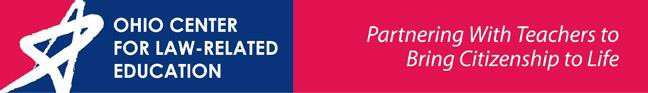 OHIO CENTER
FOR LAW-RELATED
EDUCATION
Partnering With Teachers to
Bring Citizenship to Life